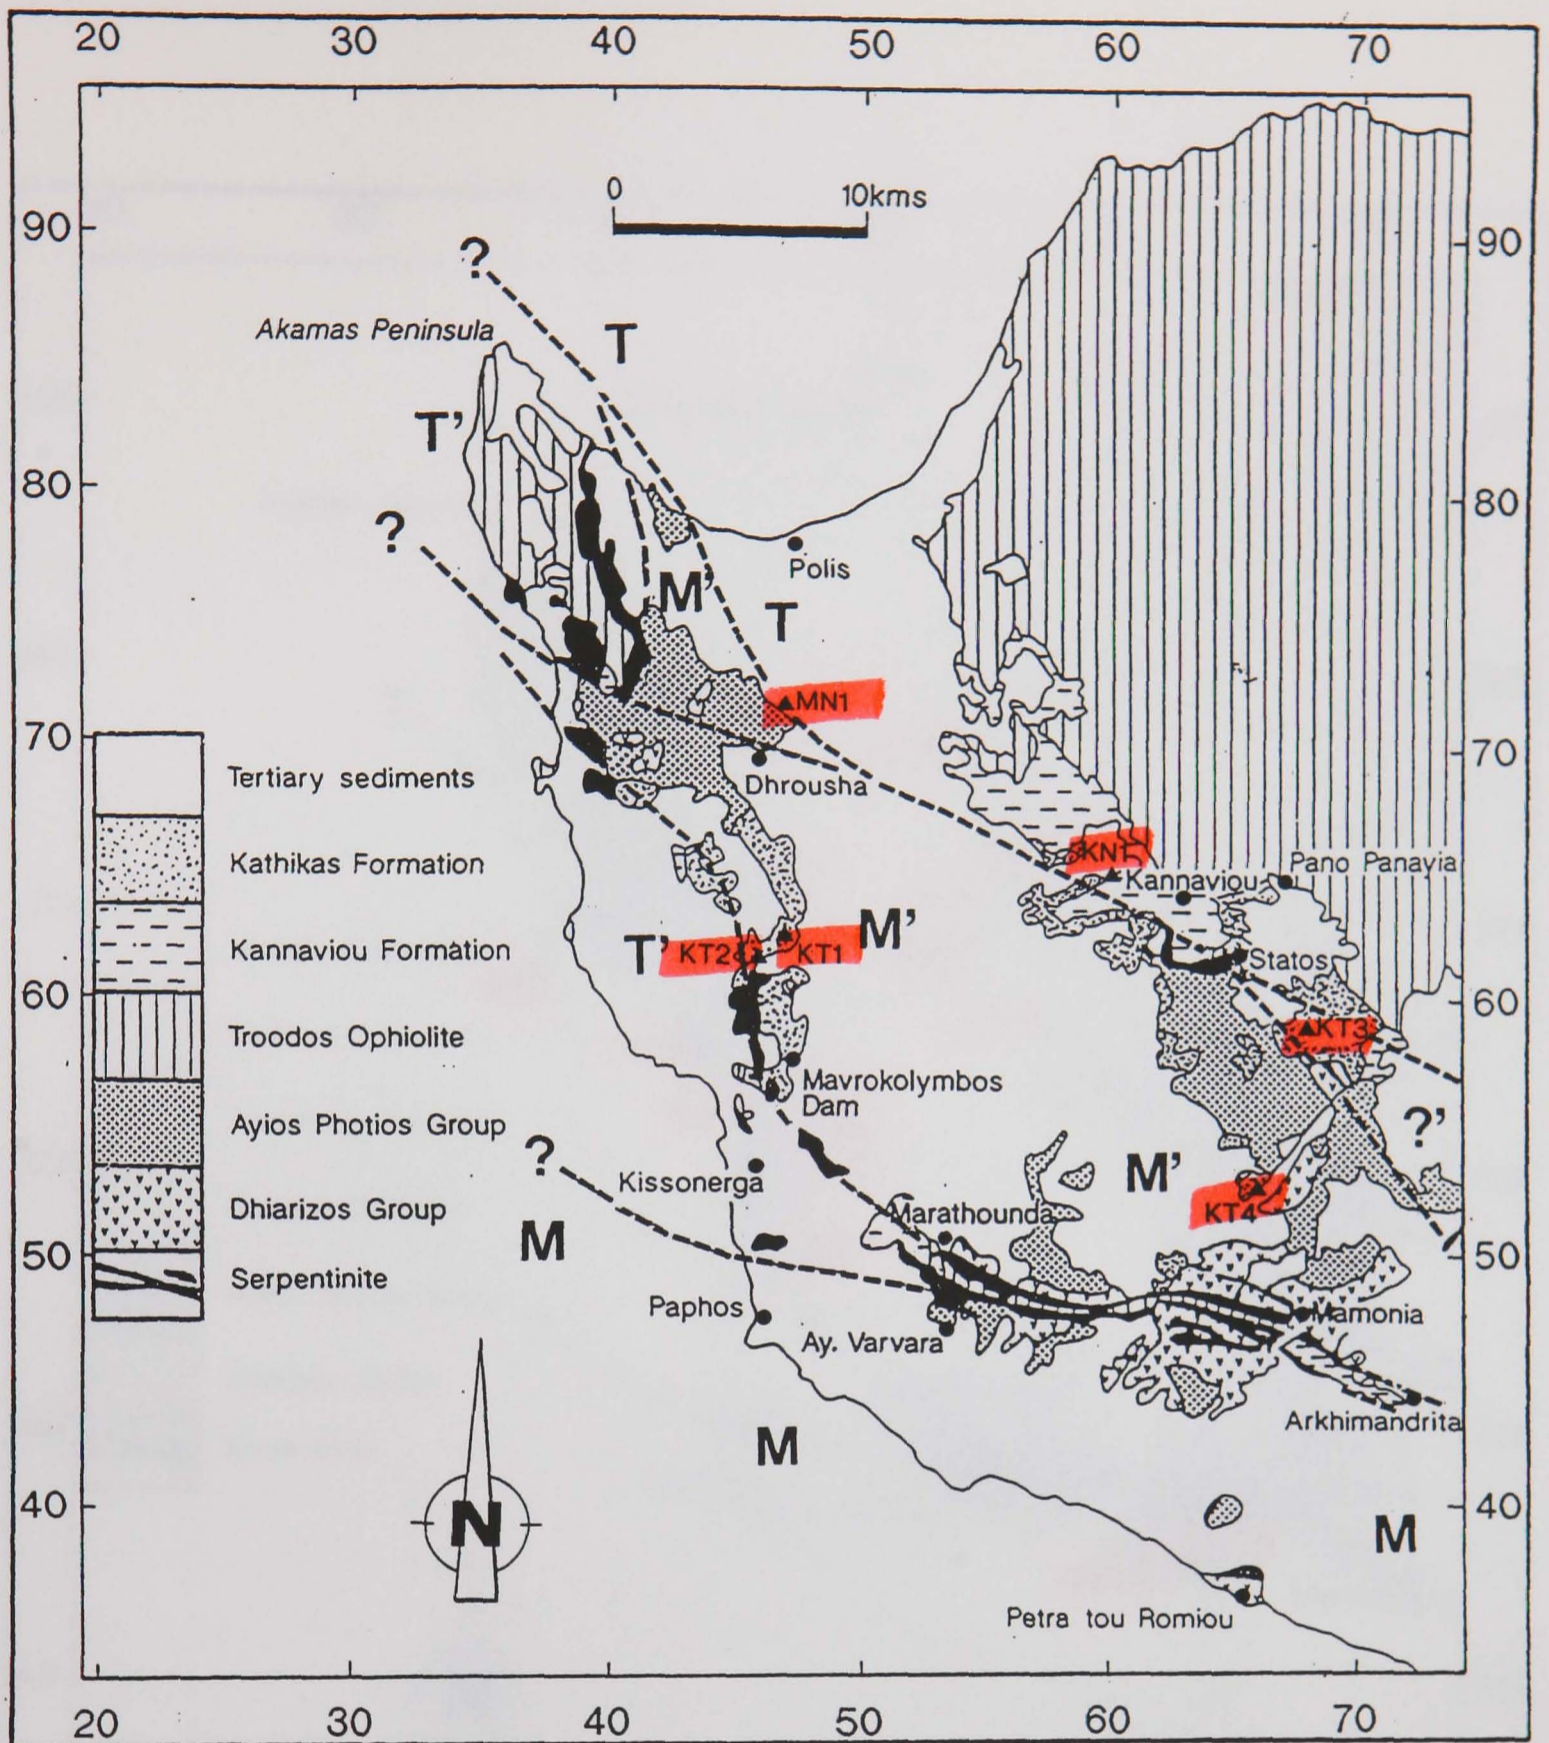 20 30 40 50 60 70
0 10kms
90 90
?
T
Akamas Peninsula
T'
80 80
?
Polis
M'
T
MN1
70 70
Dhrousha
Tertiary sediments
KN1
Pano Panayia
Kathikas Formation
Kannaviou
M'
T' KT2 KT1
Kannaviou Formation
Statos
60 60
KT3
Troodos Ophiolite
Mavrokolymbos
Dam
Ayios Photios Group
?'
?
M'
Kissonerga
Dhiarizos Group
KT4
Marathounda
M
50 50
Serpentinite
Paphos
Mamonia
Ay. Varvara
Arkhimandrita
M
40 40
N
M
Petra tou Romiou
20 30 40 50 60 70